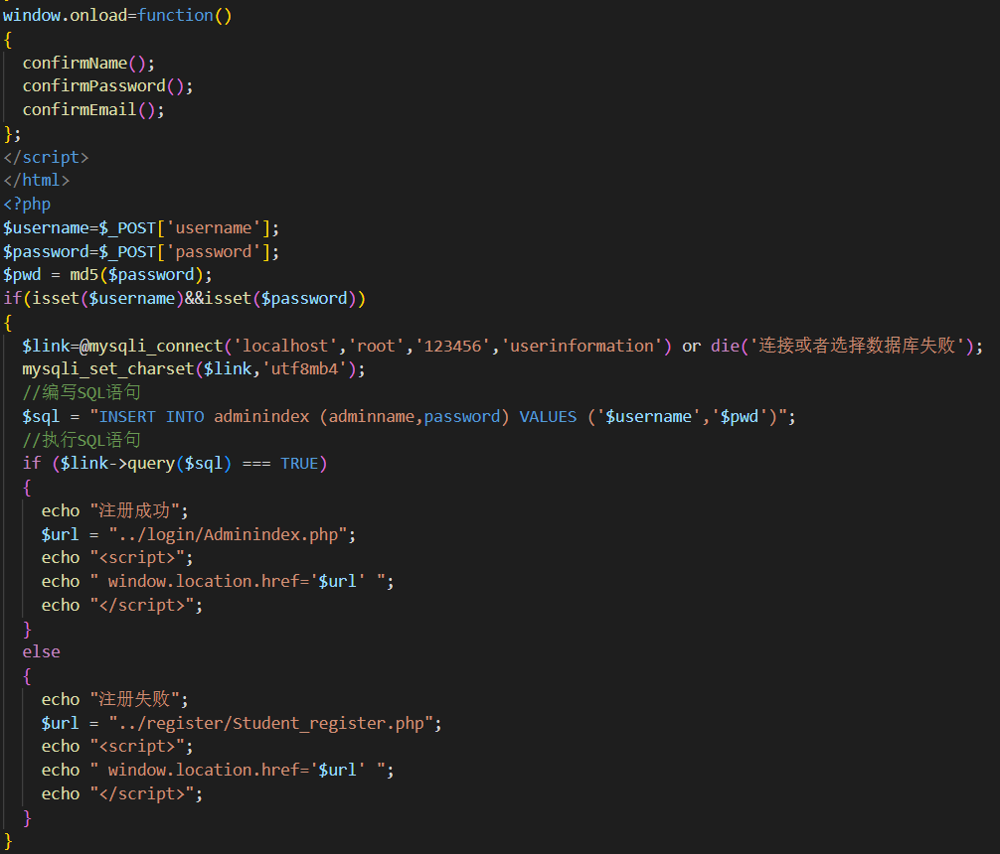 window.onload=function()
{
  confirmName();
  confirmPassword();
  confirmEmail();
};
</script>
</html>
<?php
$username=$_POST['username'];
$password=$_POST['password'];
$pwd = md5($password);
if(isset($username)&&isset($password))
{
  $link=@mysqli_connect('localhost','root','123456','userinformation') or die('连接或者选择数据库失败');
  mysqli_set_charset($link,'utf8mb4');
  //编写SQL语句
  $sql = "INSERT INTO adminindex (adminname,password) VALUES ('$username','$pwd')";
  //执行SQL语句
  if ($link->query($sql) === TRUE)
  {
    echo "注册成功";
    $url = "../login/Adminindex.php";
    echo "<script>";
    echo " window.location.href='$url' ";
    echo "</script>";
  }
  else
  {
    echo "注册失败";
    $url = "../register/Student_register.php";
    echo "<script>";
    echo " window.location.href='$url' ";
    echo "</script>";
  }
}